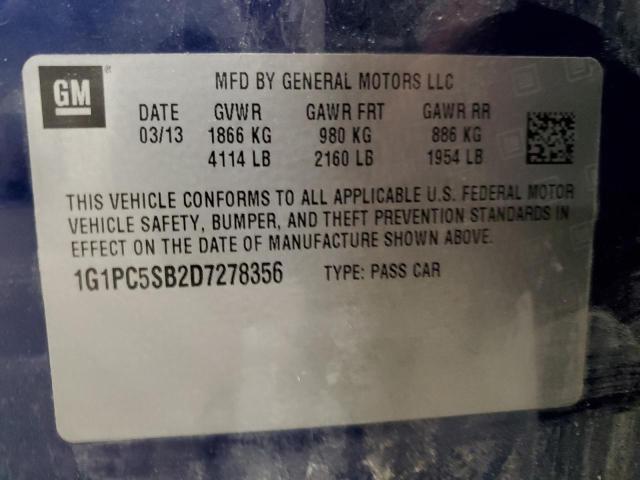 GM®
MFD BY GENERAL MOTORS LLC
DATE GVWR GAWR FRT GAWR RR
03/13 1866 KG 980 KG 886 KG
4114 LB 2160 LB 1954 LB
THIS VEHICLE CONFORMS TO ALL APPLICABLE U.S. FEDERAL MOTOR
VEHICLE SAFETY, BUMPER, AND THEFT PREVENTION STANDARDS IN
EFFECT ON THE DATE OF MANUFACTURE SHOWN ABOVE.
1G1PC5SB2D7278356 TYPE: PASS CAR